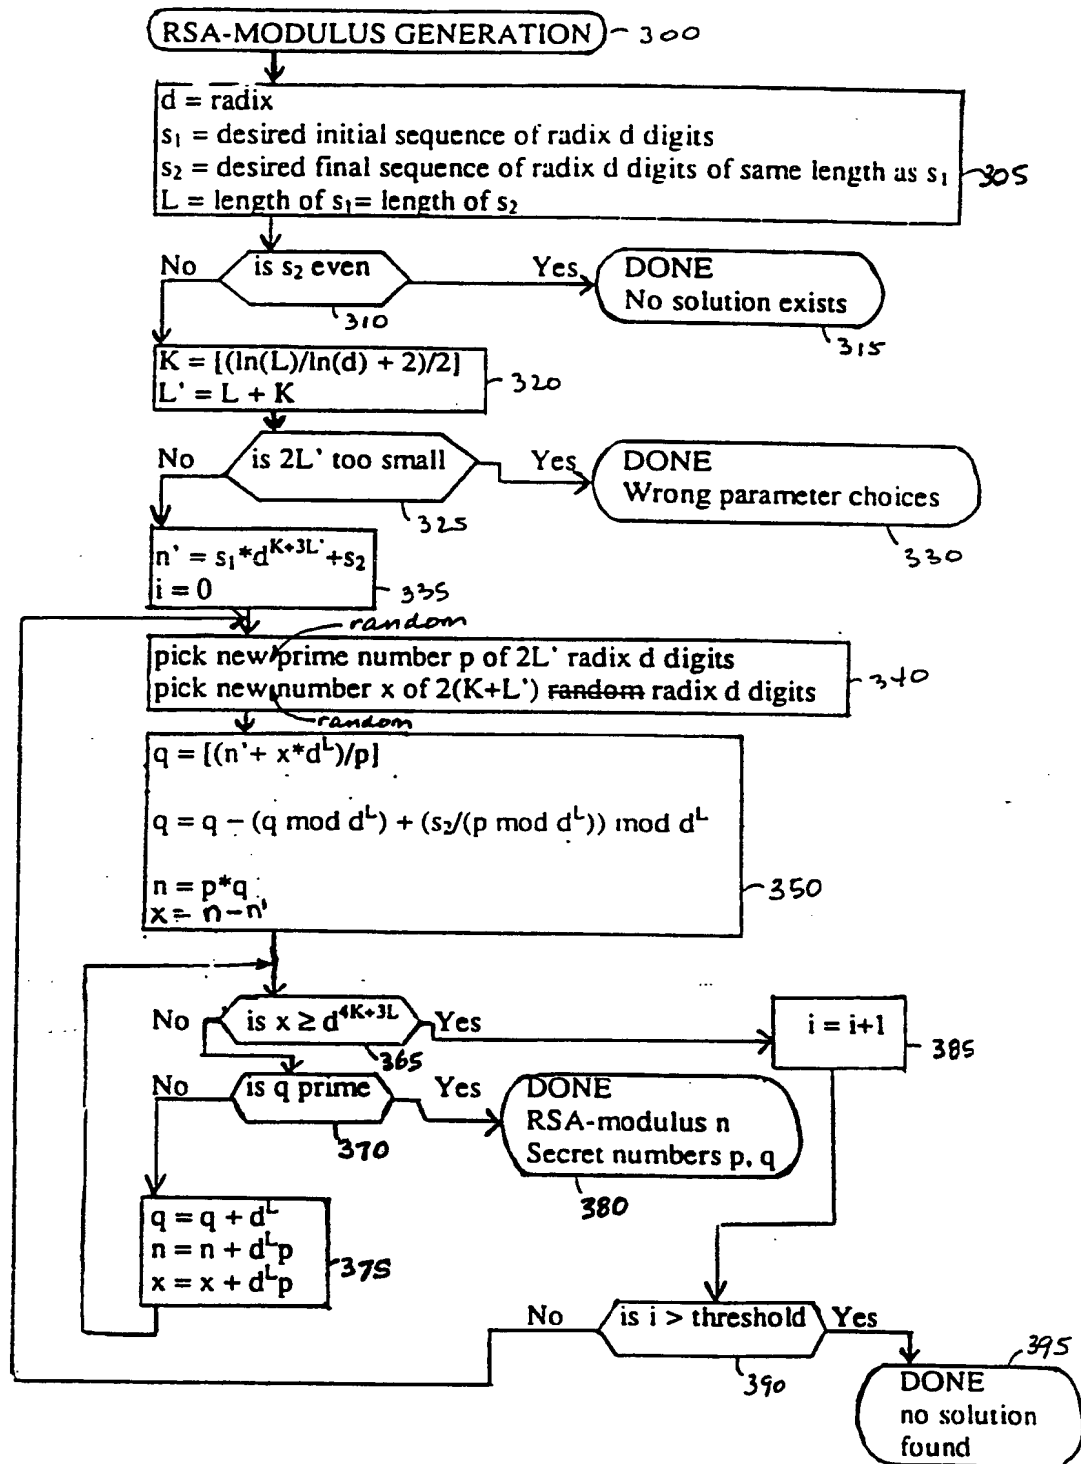 RSA-MODULUS GENERATION 300
d = radix
s₁ = desired initial sequence of radix d digits
s₂ = desired final sequence of radix d digits of same length as s₁
L = length of s₁= length of s₂
305
No is s₂ even Yes
310
DONE
No solution exists
315
K = [(ln(L)/ln(d) + 2)/2]
L' = L + K
320
No is 2L' too small Yes
325
DONE
Wrong parameter choices
330
n' = s₁*d^{K+3L'}+s₂
i = 0
335
random
pick new prime number p of 2L' radix d digits
pick new number x of 2(K+L') random radix d digits
340
random
q = [(n'+ x*d^L)/p]
q = q – (q mod d^L) + (s₂/(p mod d^L)) mod d^L
n = p*q
x = n-n'
350
No is x ≥ d^{4K+3L} Yes
365
i = i+1
385
No is q prime Yes
370
DONE
RSA-modulus n
Secret numbers p, q
380
q = q + d^L
n = n + d^L p
x = x + d^L p
375
No is i > threshold Yes
390
395
DONE
no solution
found